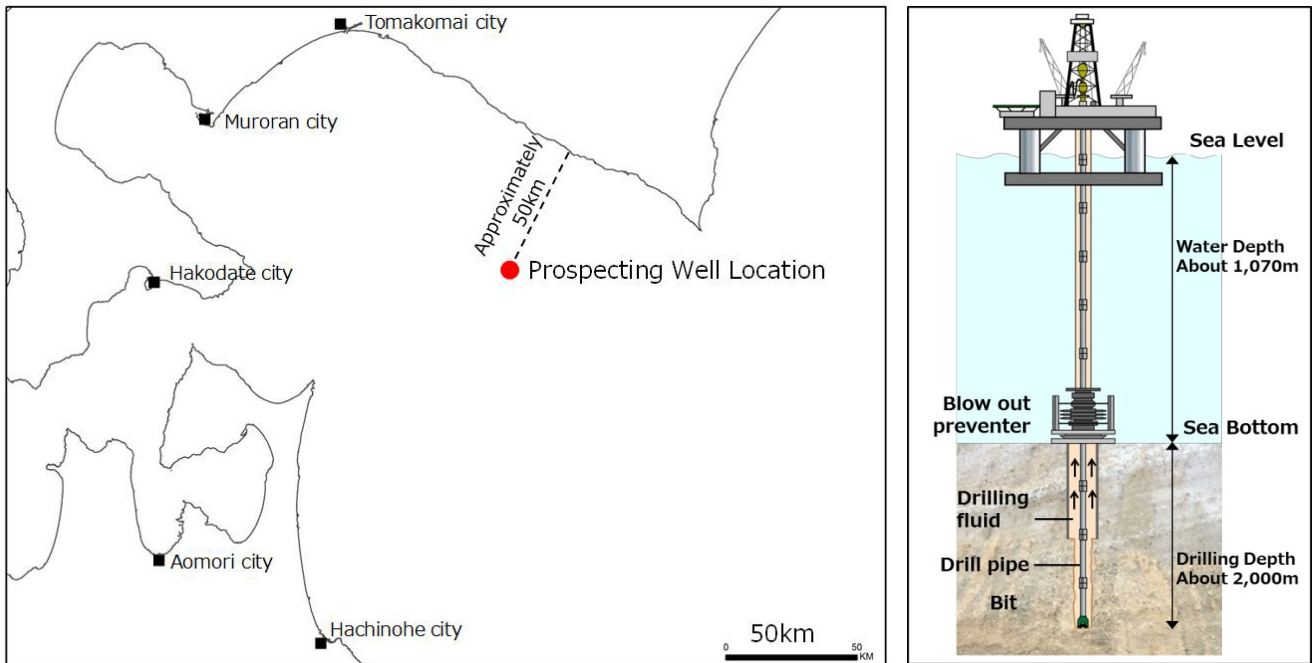 Tomakomai city
Muroran city
Approximately
50km
Prospecting Well Location
Hakodate city
Aomori city
Hachinohe city
50km
0
50
KM
Sea Level
Water Depth
About 1,070m
Blow out
preventer
Sea Bottom
Drilling
fluid
Drill pipe
Bit
Drilling Depth
About 2,000m